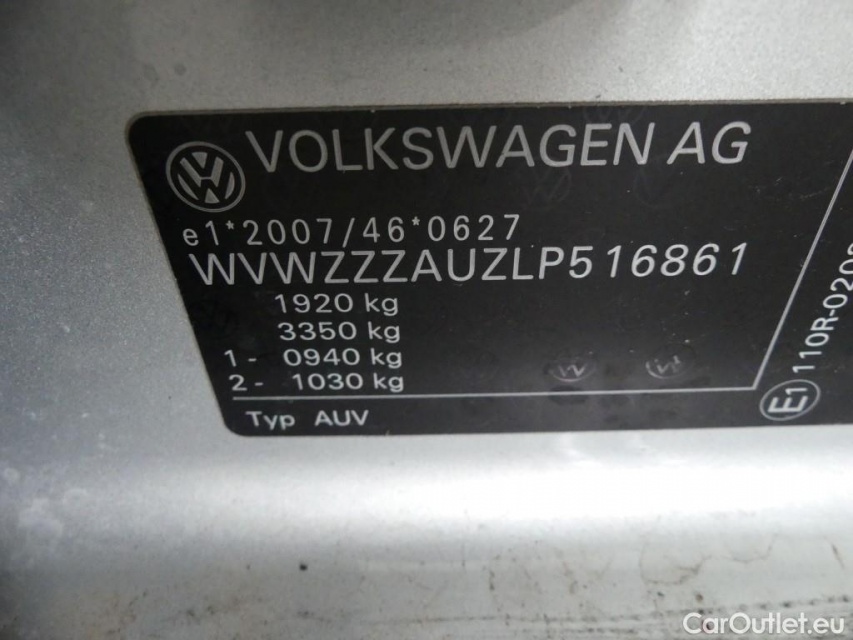 VOLKSWAGEN AG
e1*2007/46*0627
WVWZZZAUZLP516861
1920 kg
3350 kg
1- 0940 kg
2- 1030 kg
Typ AUV
E1 110R-020
CarOutlet.eu